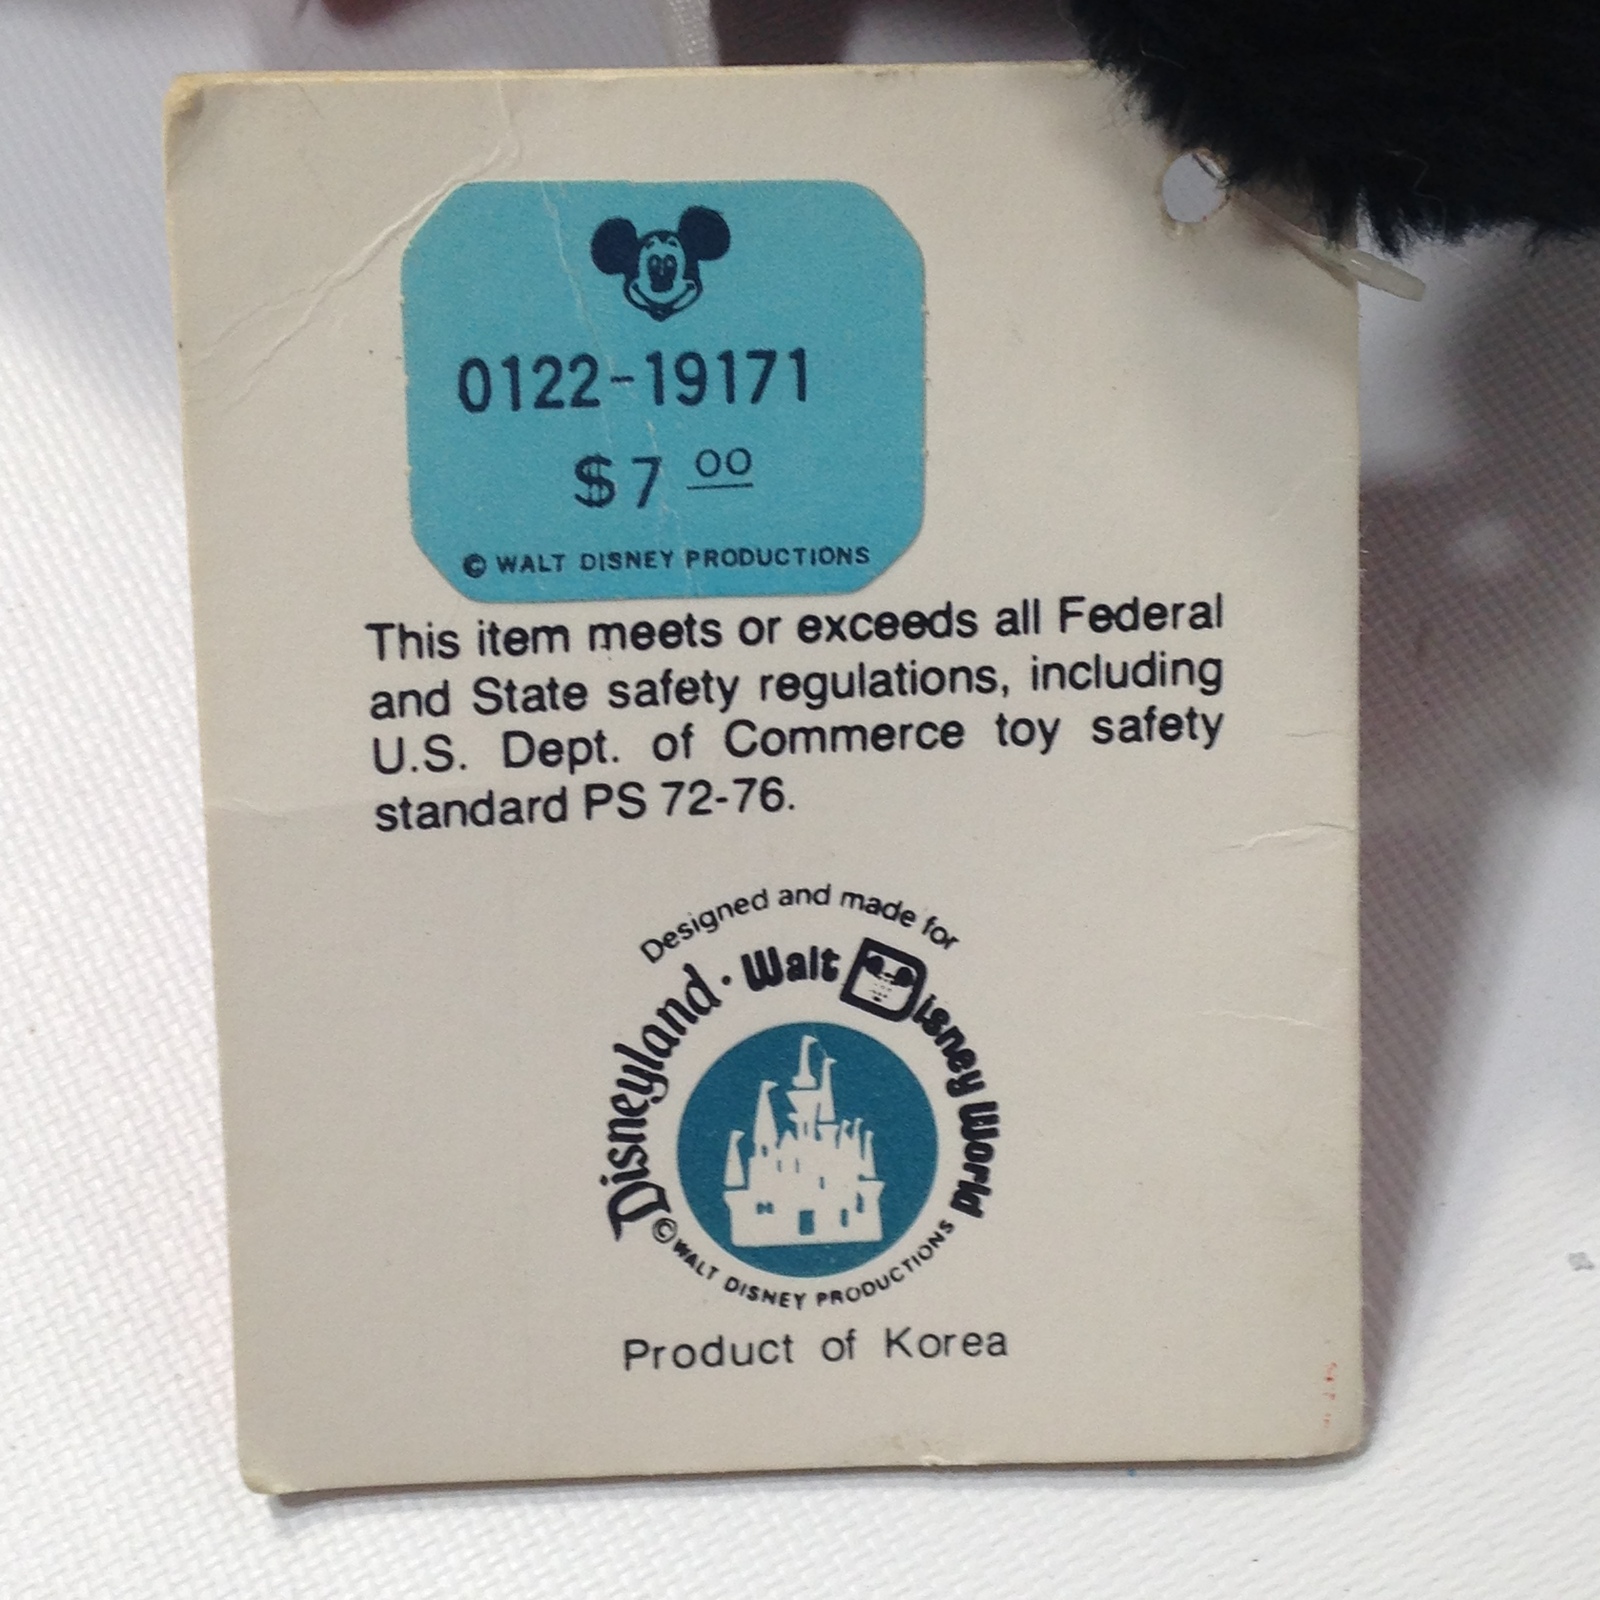 0122-19171
$7 00
© WALT DISNEY PRODUCTIONS
This item meets or exceeds all Federal
and State safety regulations, including
U.S. Dept. of Commerce toy safety
standard PS 72-76.
Designed and made for
Disneyland · Walt Disney World
© WALT DISNEY PRODUCTIONS
Product of Korea